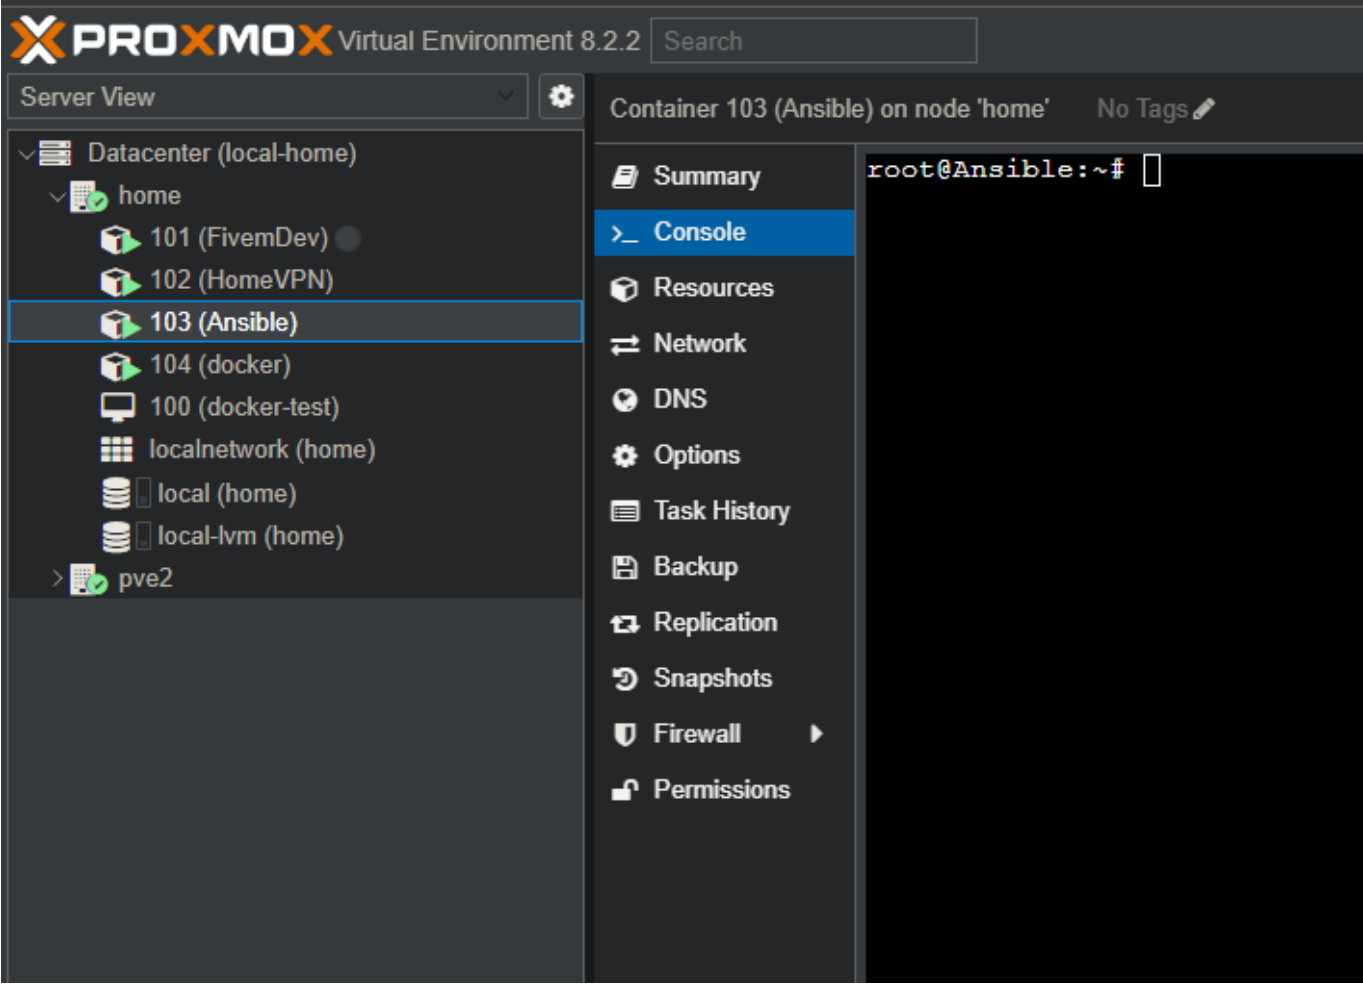 PROXMOX Virtual Environment 8.2.2 Search
Server View
Datacenter (local-home)
home
101 (FivemDev)
102 (HomeVPN)
103 (Ansible)
104 (docker)
100 (docker-test)
localnetwork (home)
local (home)
local-lvm (home)
pve2
Container 103 (Ansible) on node 'home' No Tags
Summary
Console
Resources
Network
DNS
Options
Task History
Backup
Replication
Snapshots
Firewall
Permissions
root@Ansible:~#